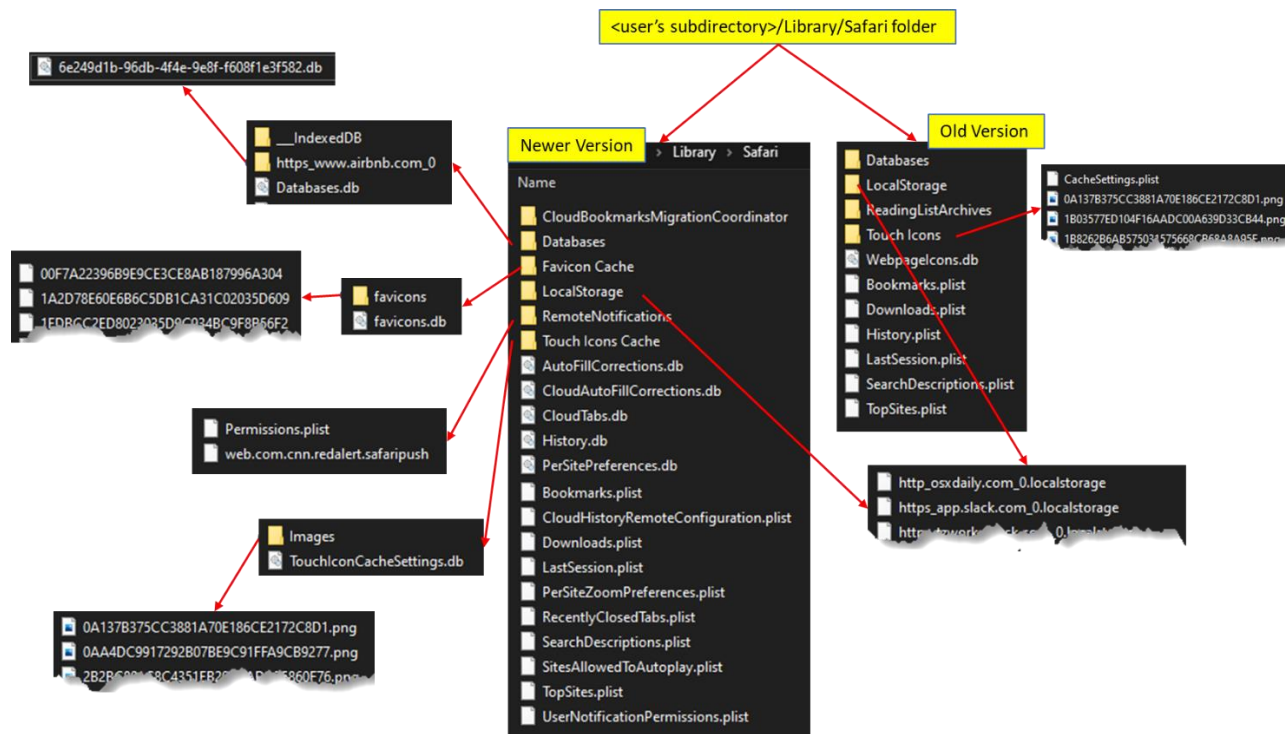 <user's subdirectory>/Library/Safari folder
6e249d1b-96db-4f4e-9e8f-f608f1e3f582.db
__IndexedDB
https_www.airbnb.com_0
Databases.db
00F7A22396B9E9CE3CE8AB187996A304
1A2D78E60E6B6C5DB1CA31C02035D609
favicons
favicons.db
Permissions.plist
web.com.cnn.redalert.safaripush
Images
TouchIconCacheSettings.db
0A137B375CC3881A70E186CE2172C8D1.png
0AA4DC9917292B07BE9C91FFA9CB9277.png
Newer Version
> Library > Safari
Name
CloudBookmarksMigrationCoordinator
Databases
Favicon Cache
LocalStorage
RemoteNotifications
Touch Icons Cache
AutoFillCorrections.db
CloudAutoFillCorrections.db
CloudTabs.db
History.db
PerSitePreferences.db
Bookmarks.plist
CloudHistoryRemoteConfiguration.plist
Downloads.plist
LastSession.plist
PerSiteZoomPreferences.plist
RecentlyClosedTabs.plist
SearchDescriptions.plist
SitesAllowedToAutoplay.plist
TopSites.plist
UserNotificationPermissions.plist
Old Version
Databases
LocalStorage
ReadingListArchives
Touch Icons
WebpageIcons.db
Bookmarks.plist
Downloads.plist
History.plist
LastSession.plist
SearchDescriptions.plist
TopSites.plist
CacheSettings.plist
0A137B375CC3881A70E186CE2172C8D1.png
1B03577ED104F16AADC00A639D33CB44.png
http_osxdaily.com_0.localstorage
https_app.slack.com_0.localstorage